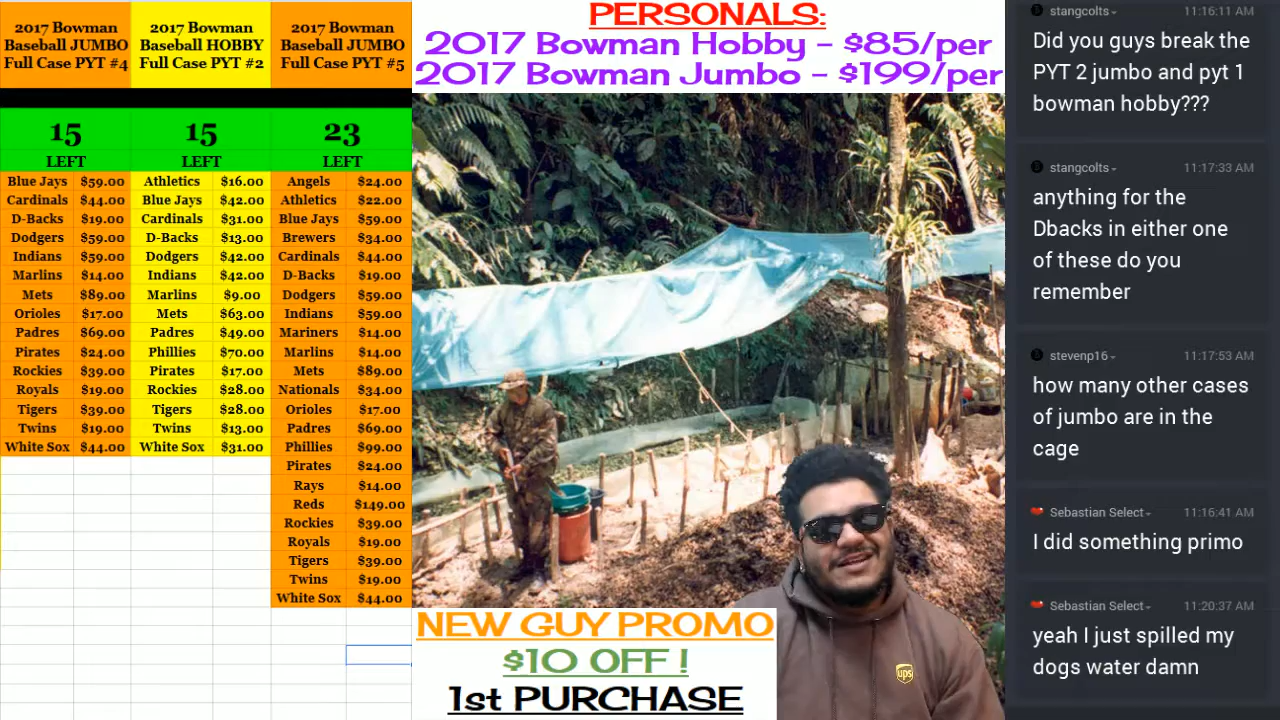 2017 Bowman
Baseball JUMBO
Full Case PYT #4
15
LEFT
Blue Jays $59.00
Cardinals $44.00
D-Backs $19.00
Dodgers $59.00
Indians $59.00
Marlins $14.00
Mets $89.00
Orioles $17.00
Padres $69.00
Pirates $24.00
Rockies $39.00
Royals $19.00
Tigers $39.00
Twins $19.00
White Sox $44.00
2017 Bowman
Baseball HOBBY
Full Case PYT #2
15
LEFT
Athletics $16.00
Blue Jays $42.00
Cardinals $31.00
D-Backs $13.00
Dodgers $42.00
Indians $42.00
Marlins $9.00
Mets $63.00
Padres $49.00
Phillies $70.00
Pirates $17.00
Rockies $28.00
Tigers $28.00
Twins $13.00
White Sox $31.00
2017 Bowman
Baseball JUMBO
Full Case PYT #5
23
LEFT
Angels $24.00
Athletics $22.00
Blue Jays $59.00
Brewers $34.00
Cardinals $44.00
D-Backs $19.00
Dodgers $59.00
Indians $59.00
Mariners $14.00
Marlins $14.00
Mets $89.00
Nationals $34.00
Orioles $17.00
Padres $69.00
Phillies $99.00
Pirates $24.00
Rays $14.00
Reds $149.00
Rockies $39.00
Royals $19.00
Tigers $39.00
Twins $19.00
White Sox $44.00
PERSONALS:
2017 Bowman Hobby - $85/per
2017 Bowman Jumbo - $199/per
ups
NEW GUY PROMO
$10 OFF !
1st PURCHASE
stangcolts 11:16:11 AM
Did you guys break the
PYT 2 jumbo and pyt 1
bowman hobby???
stangcolts 11:17:33 AM
anything for the
Dbacks in either one
of these do you
remember
stevenp16 11:17:53 AM
how many other cases
of jumbo are in the
cage
Sebastian Select 11:16:41 AM
I did something primo
Sebastian Select 11:20:37 AM
yeah I just spilled my
dogs water damn